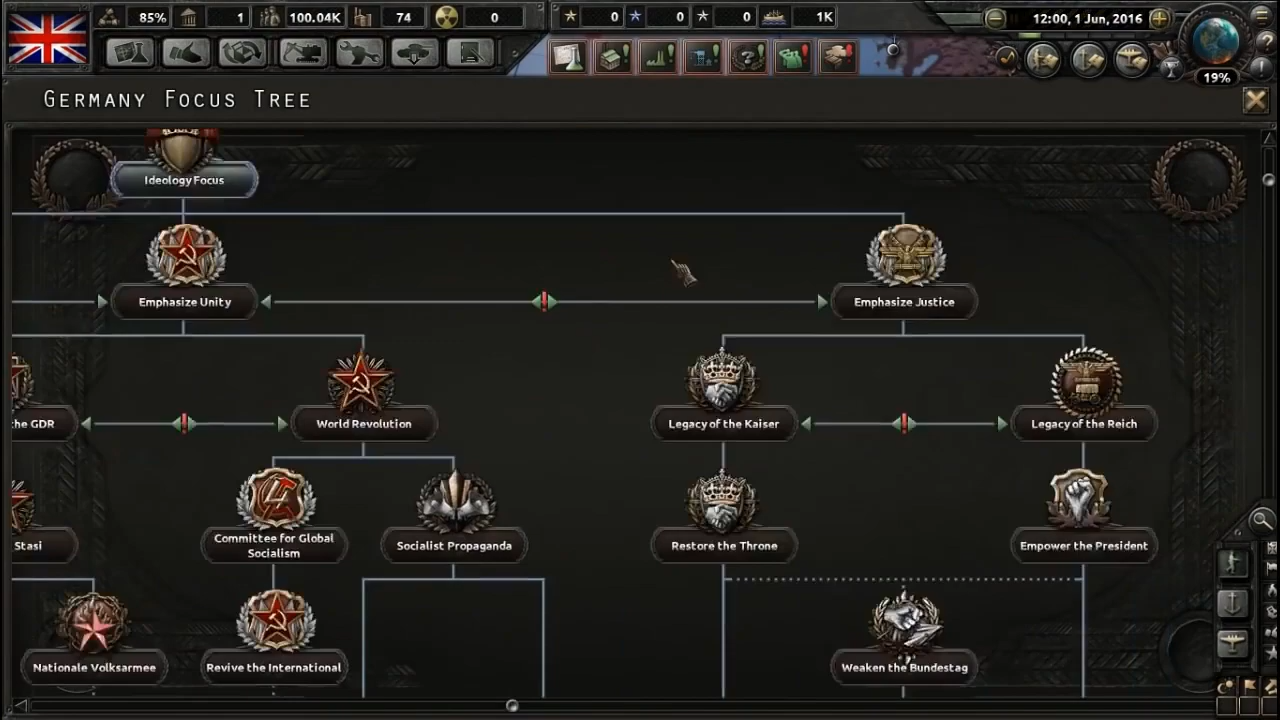 85%
1
100.04K
74
0
0
0
0
1K
12:00, 1 Jun, 2016
19%
Germany Focus Tree
Ideology Focus
Emphasize Unity
Emphasize Justice
the GDR
World Revolution
Legacy of the Kaiser
Legacy of the Reich
Stasi
Committee for Global
Socialism
Socialist Propaganda
Restore the Throne
Empower the President
Nationale Volksarmee
Revive the International
Weaken the Bundestag